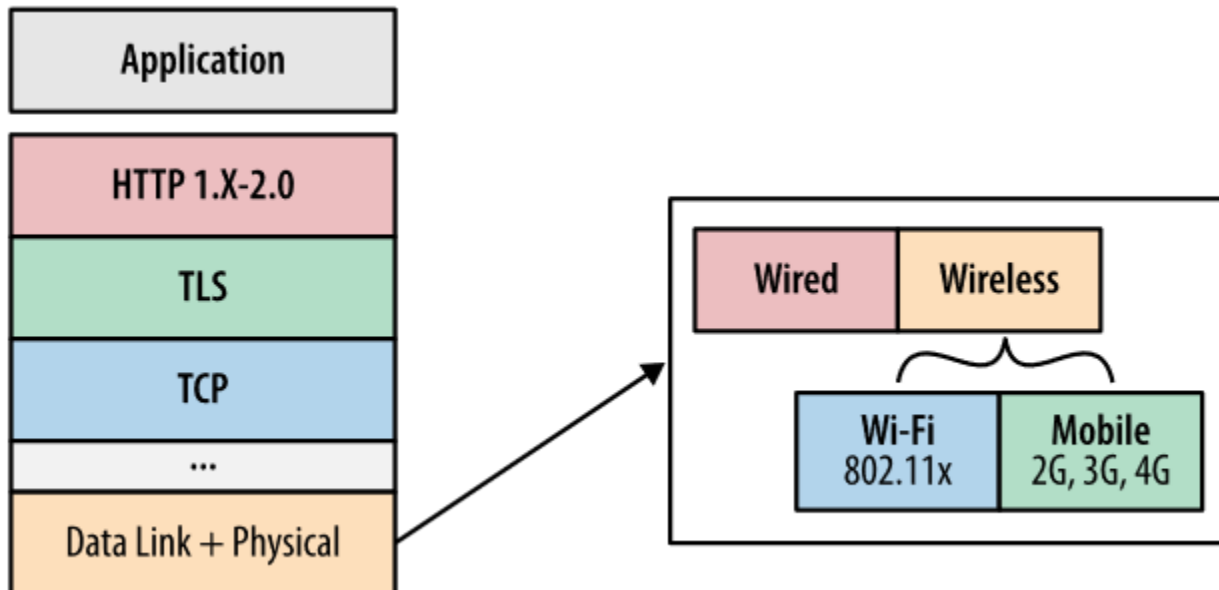 Application
HTTP 1.X-2.0
TLS
TCP
...
Data Link + Physical
Wired
Wireless
Wi-Fi
802.11x
Mobile
2G, 3G, 4G